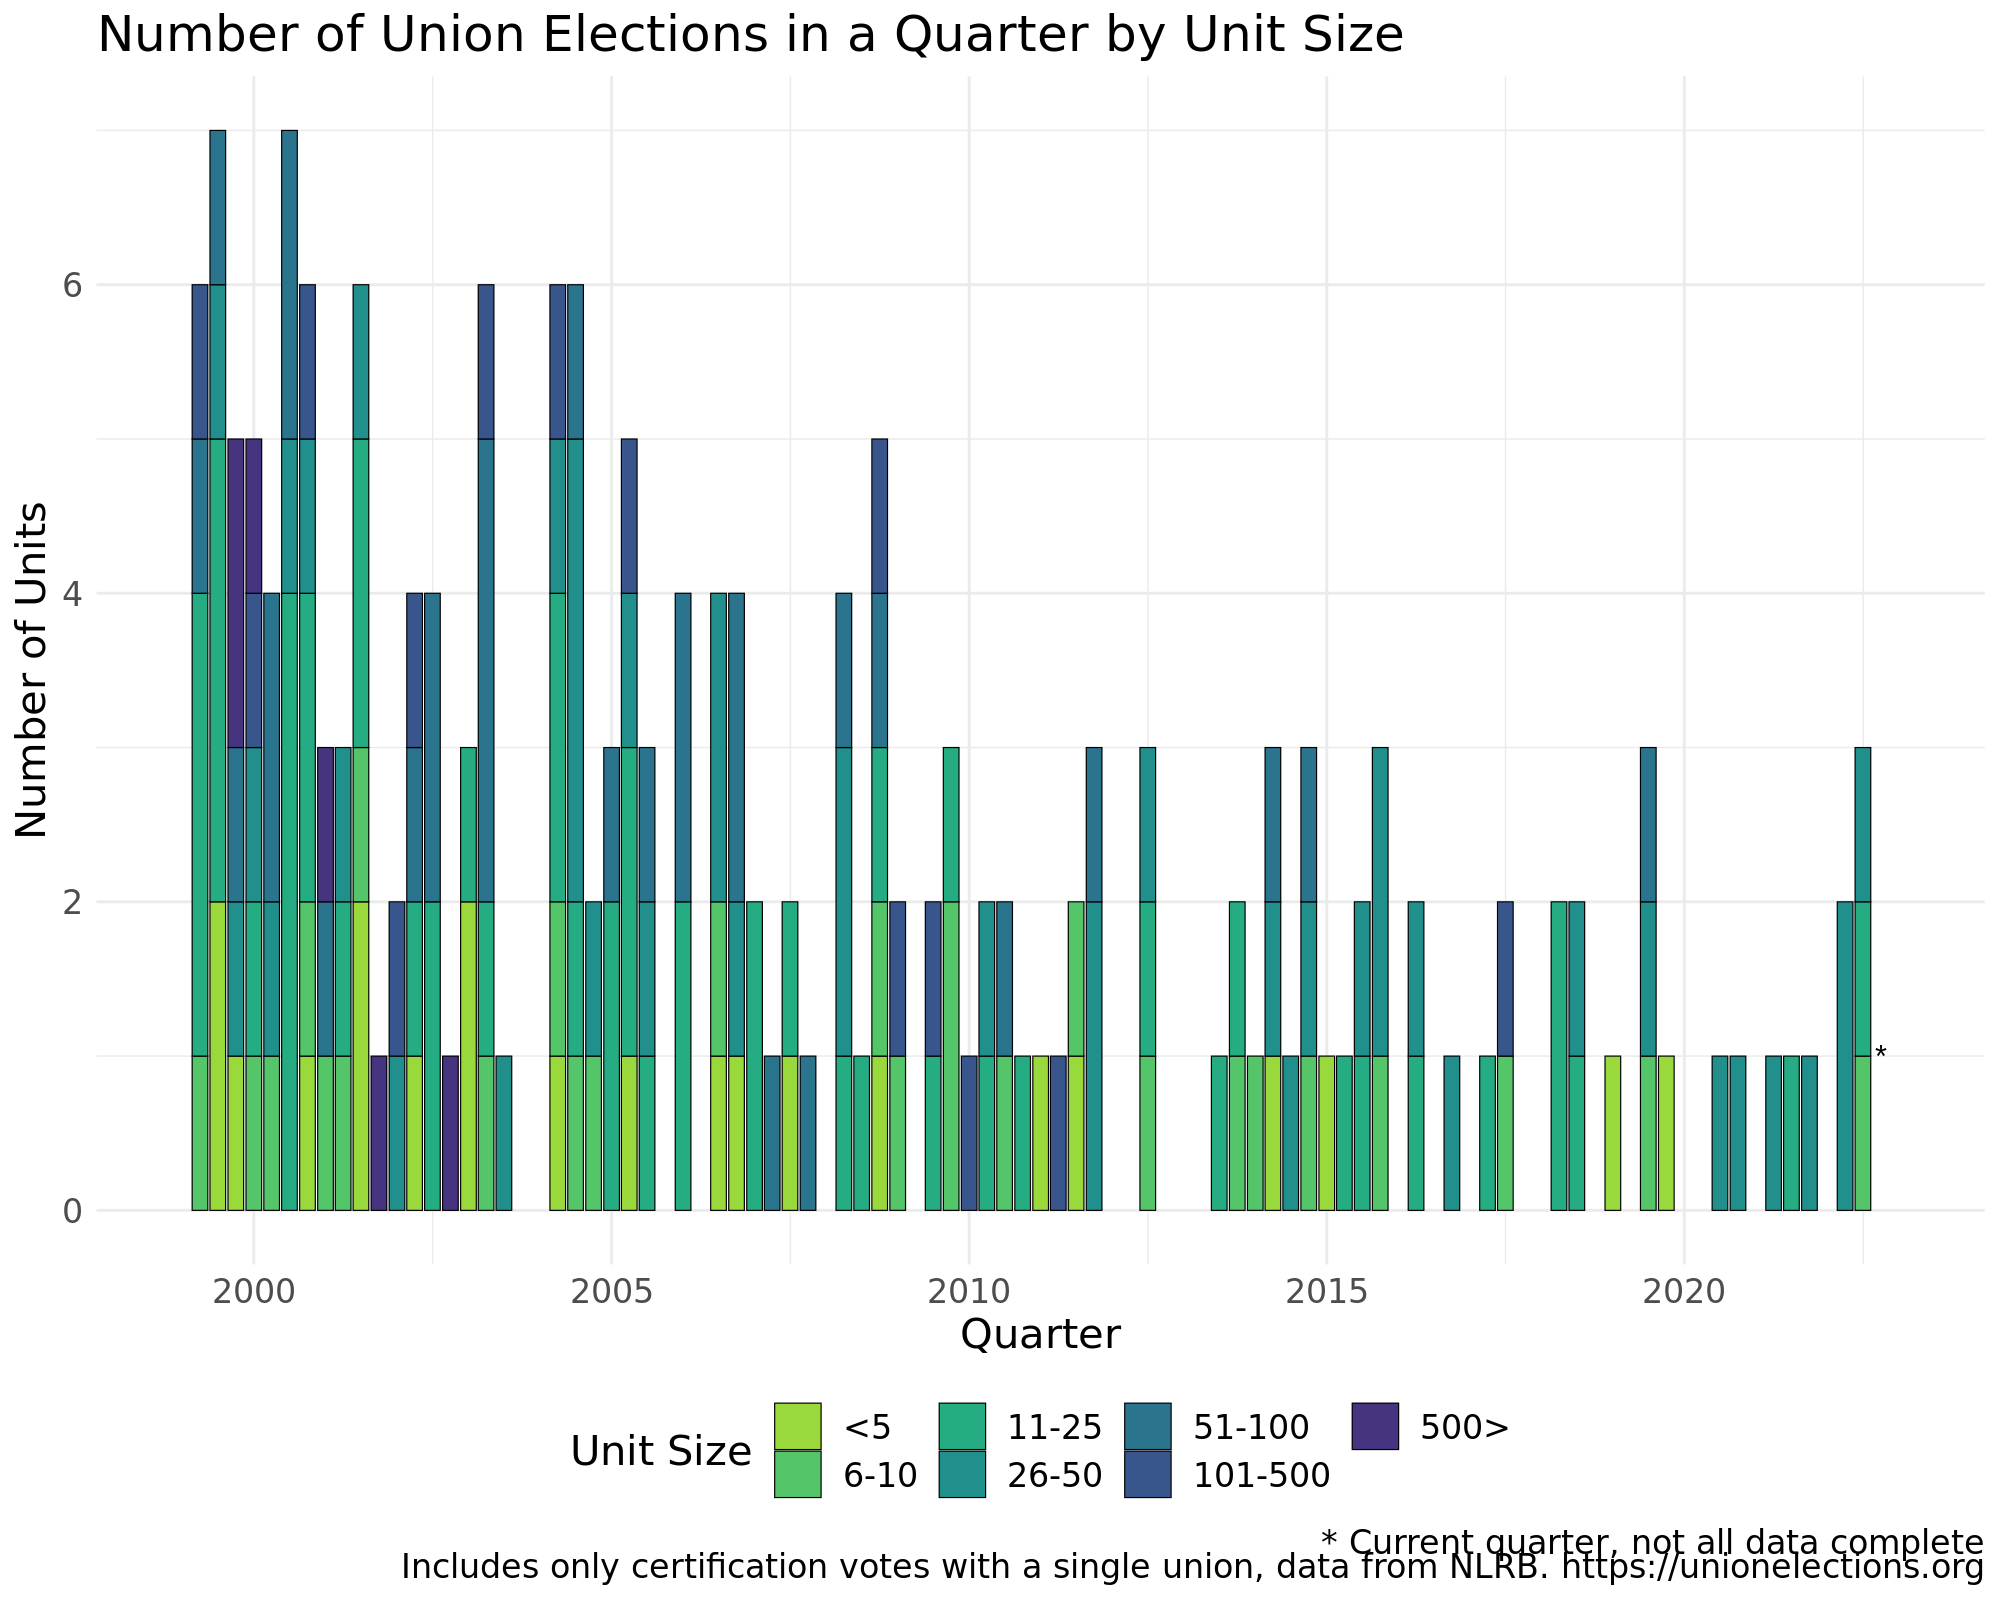 Number of Union Elections in a Quarter by Unit Size
Number of Units
6
4
2
0
*
2000 2005 2010 2015 2020
Quarter
Unit Size
<5 11-25 51-100 500>
6-10 26-50 101-500
* Current quarter, not all data complete
Includes only certification votes with a single union, data from NLRB. https://unionelections.org